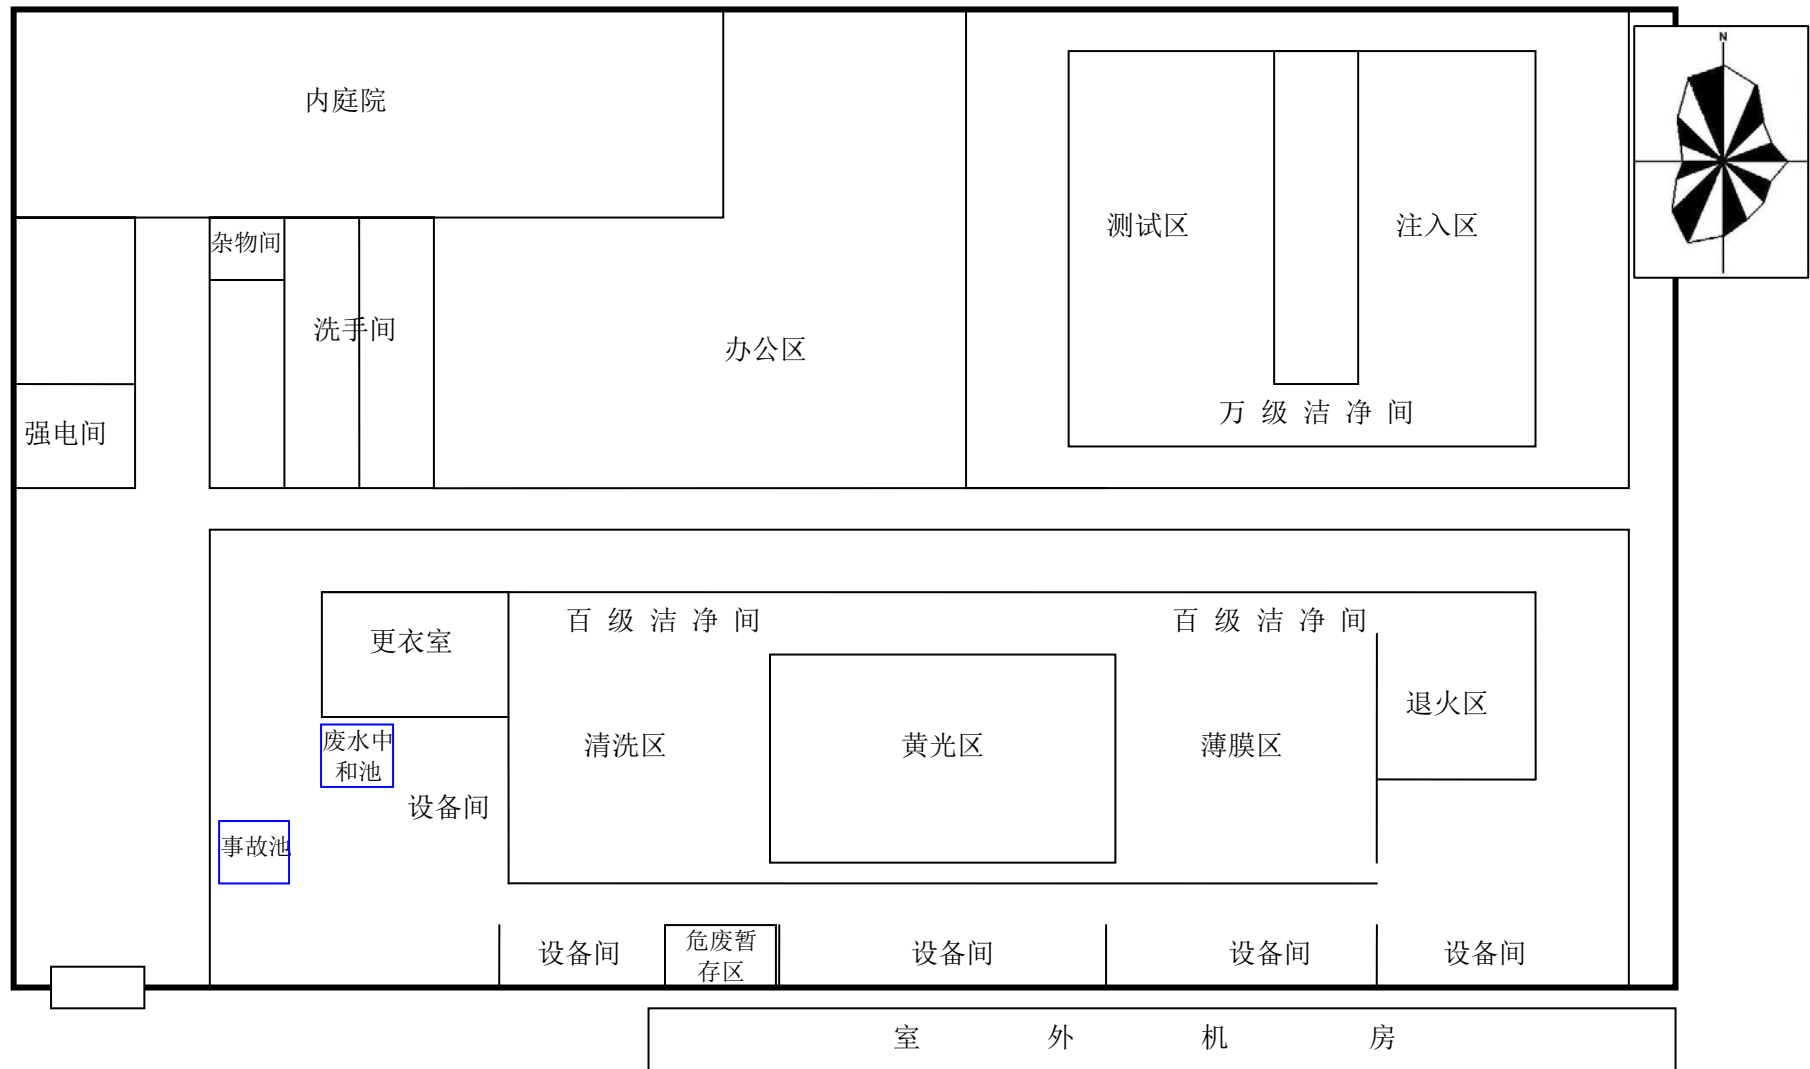 N
内庭院
杂物间
测试区
注入区
洗手间
办公区
万级洁净间
强电间
百级洁净间
百级洁净间
更衣室
退火区
废水中
和池
清洗区
黄光区
薄膜区
设备间
事故池
设备间
危废暂
存区
设备间
设备间
设备间
室外机房